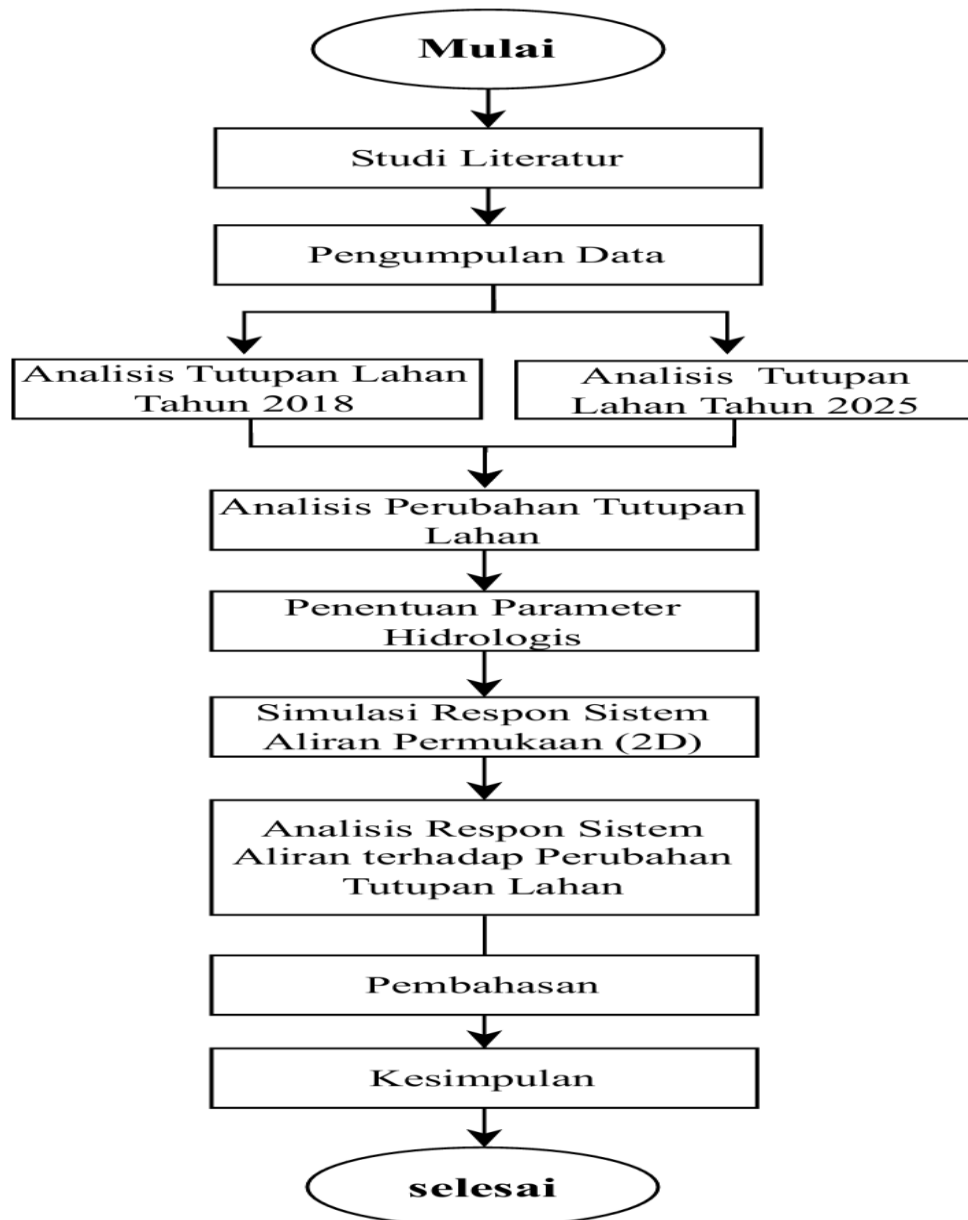 Mulai
Studi Literatur
Pengumpulan Data
Analisis Tutupan Lahan
Tahun 2018
Analisis Tutupan
Lahan Tahun 2025
Analisis Perubahan Tutupan
Lahan
Penentuan Parameter
Hidrologis
Simulasi Respon Sistem
Aliran Permukaan (2D)
Analisis Respon Sistem
Aliran terhadap Perubahan
Tutupan Lahan
Pembahasan
Kesimpulan
selesai